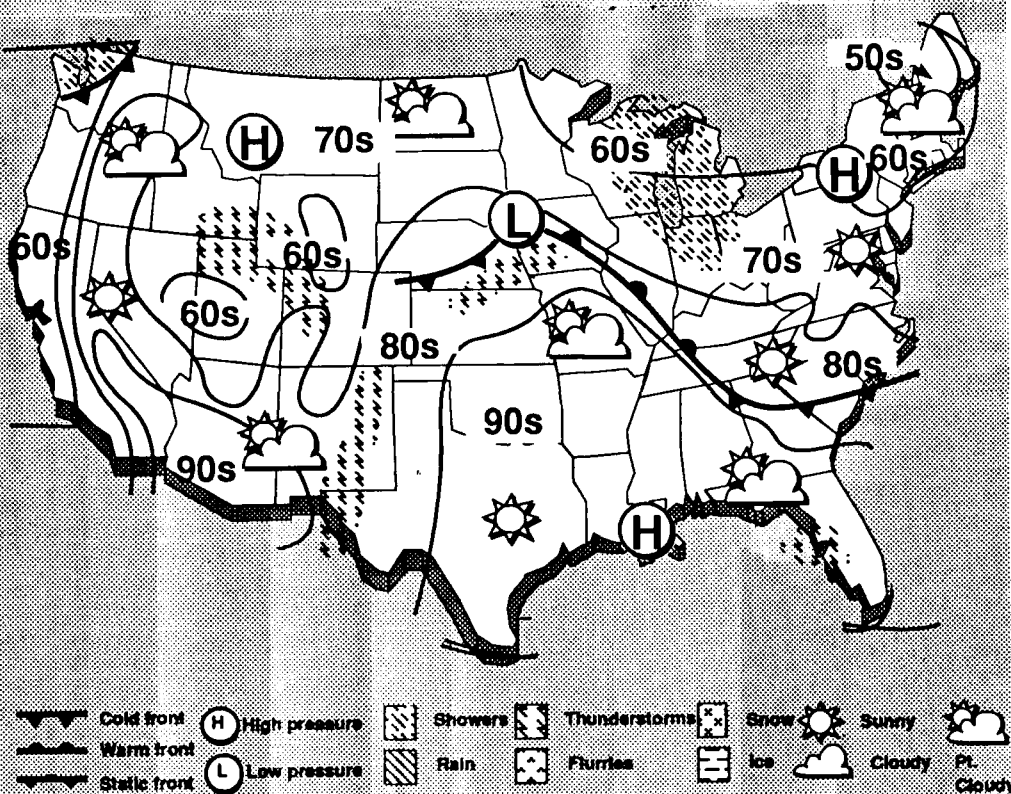 50s
70s
60s
H
H
60s
L
60s
60s
70s
60s
80s
80s
90s
90s
H
Cold front
H
High pressure
Showers
Thunderstorms
Snow
Sunny
Warm front
L
Low pressure
Rain
Flurries
Ice
Cloudy
Pt.
Static front
Cloudy